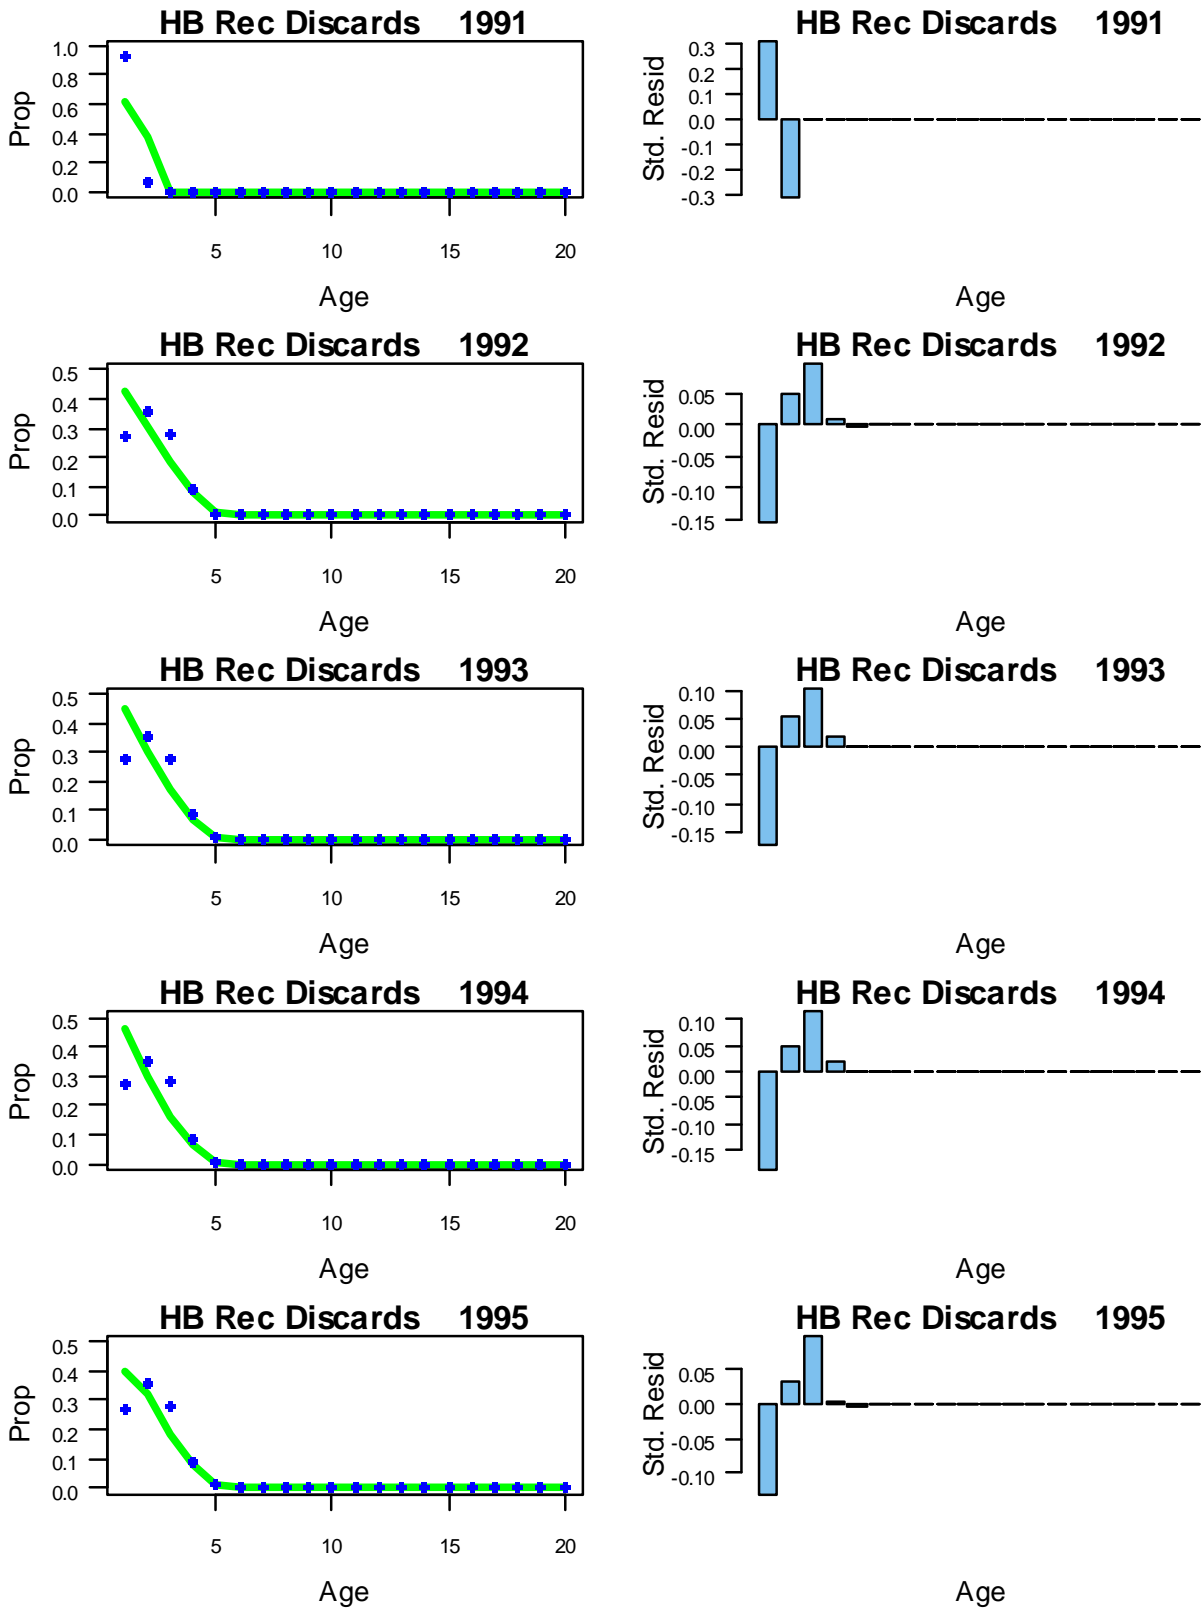 HB Rec Discards 1991
Prop
1.0
0.8
0.6
0.4
0.2
0.0
5 10 15 20
Age
HB Rec Discards 1991
Std. Resid
0.3
0.2
0.1
0.0
-0.1
-0.2
-0.3
Age
HB Rec Discards 1992
Prop
0.5
0.4
0.3
0.2
0.1
0.0
5 10 15 20
Age
HB Rec Discards 1992
Std. Resid
0.05
0.00
-0.05
-0.10
-0.15
Age
HB Rec Discards 1993
Prop
0.5
0.4
0.3
0.2
0.1
0.0
5 10 15 20
Age
HB Rec Discards 1993
Std. Resid
0.10
0.05
0.00
-0.05
-0.10
-0.15
Age
HB Rec Discards 1994
Prop
0.5
0.4
0.3
0.2
0.1
0.0
5 10 15 20
Age
HB Rec Discards 1994
Std. Resid
0.10
0.05
0.00
-0.05
-0.10
-0.15
Age
HB Rec Discards 1995
Prop
0.5
0.4
0.3
0.2
0.1
0.0
5 10 15 20
Age
HB Rec Discards 1995
Std. Resid
0.05
0.00
-0.05
-0.10
Age